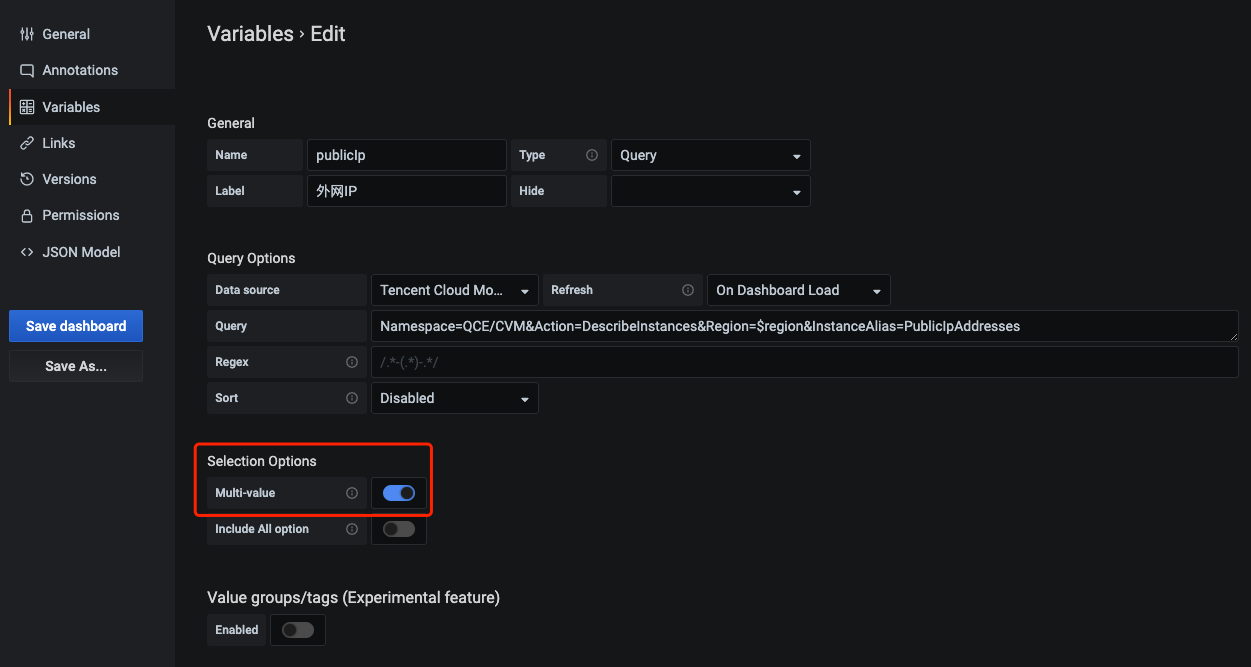 General
Annotations
Variables
Links
Versions
Permissions
JSON Model
Save dashboard
Save As...
Variables › Edit
General
Name publicIp Type Query
Label 外网IP Hide
Query Options
Data source Tencent Cloud Mo... Refresh On Dashboard Load
Query Namespace=QCE/CVM&Action=DescribeInstances&Region=$region&InstanceAlias=PublicIpAddresses
Regex /.*-(.*)-.*/
Sort Disabled
Selection Options
Multi-value
Include All option
Value groups/tags (Experimental feature)
Enabled